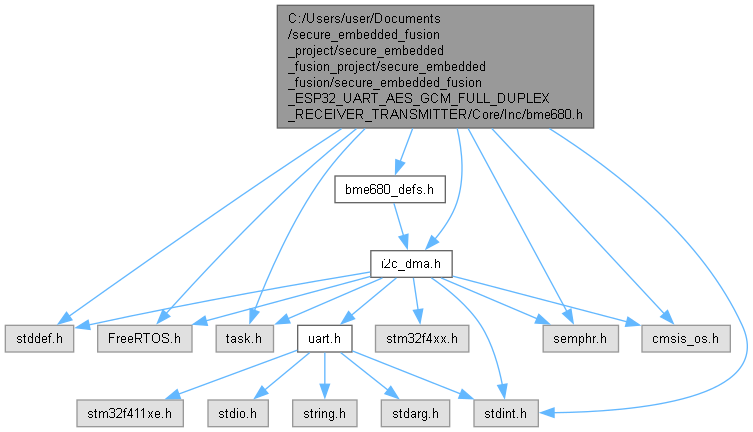 C:/Users/user/Documents
/secure_embedded_fusion
_project/secure_embedded
_fusion_project/secure_embedded
_fusion/secure_embedded_fusion
_ESP32_UART_AES_GCM_FULL_DUPLEX
_RECEIVER_TRANSMITTER/Core/Inc/bme680.h
bme680_defs.h
i2c_dma.h
stddef.h
FreeRTOS.h
task.h
uart.h
stm32f4xx.h
semphr.h
cmsis_os.h
stm32f411xe.h
stdio.h
string.h
stdarg.h
stdint.h